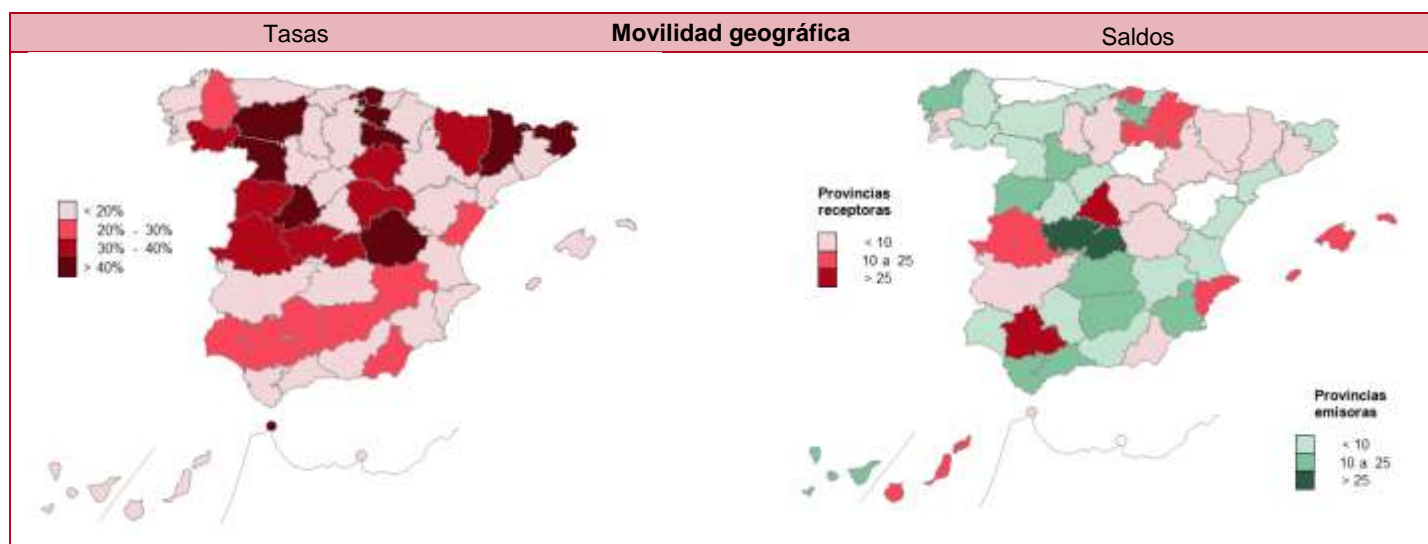 Tasas
Movilidad geográfica
Saldos
< 20%
20% - 30%
30% - 40%
> 40%
Provincias
receptoras
< 10
10 a 25
> 25
Provincias
emisoras
< 10
10 a 25
> 25